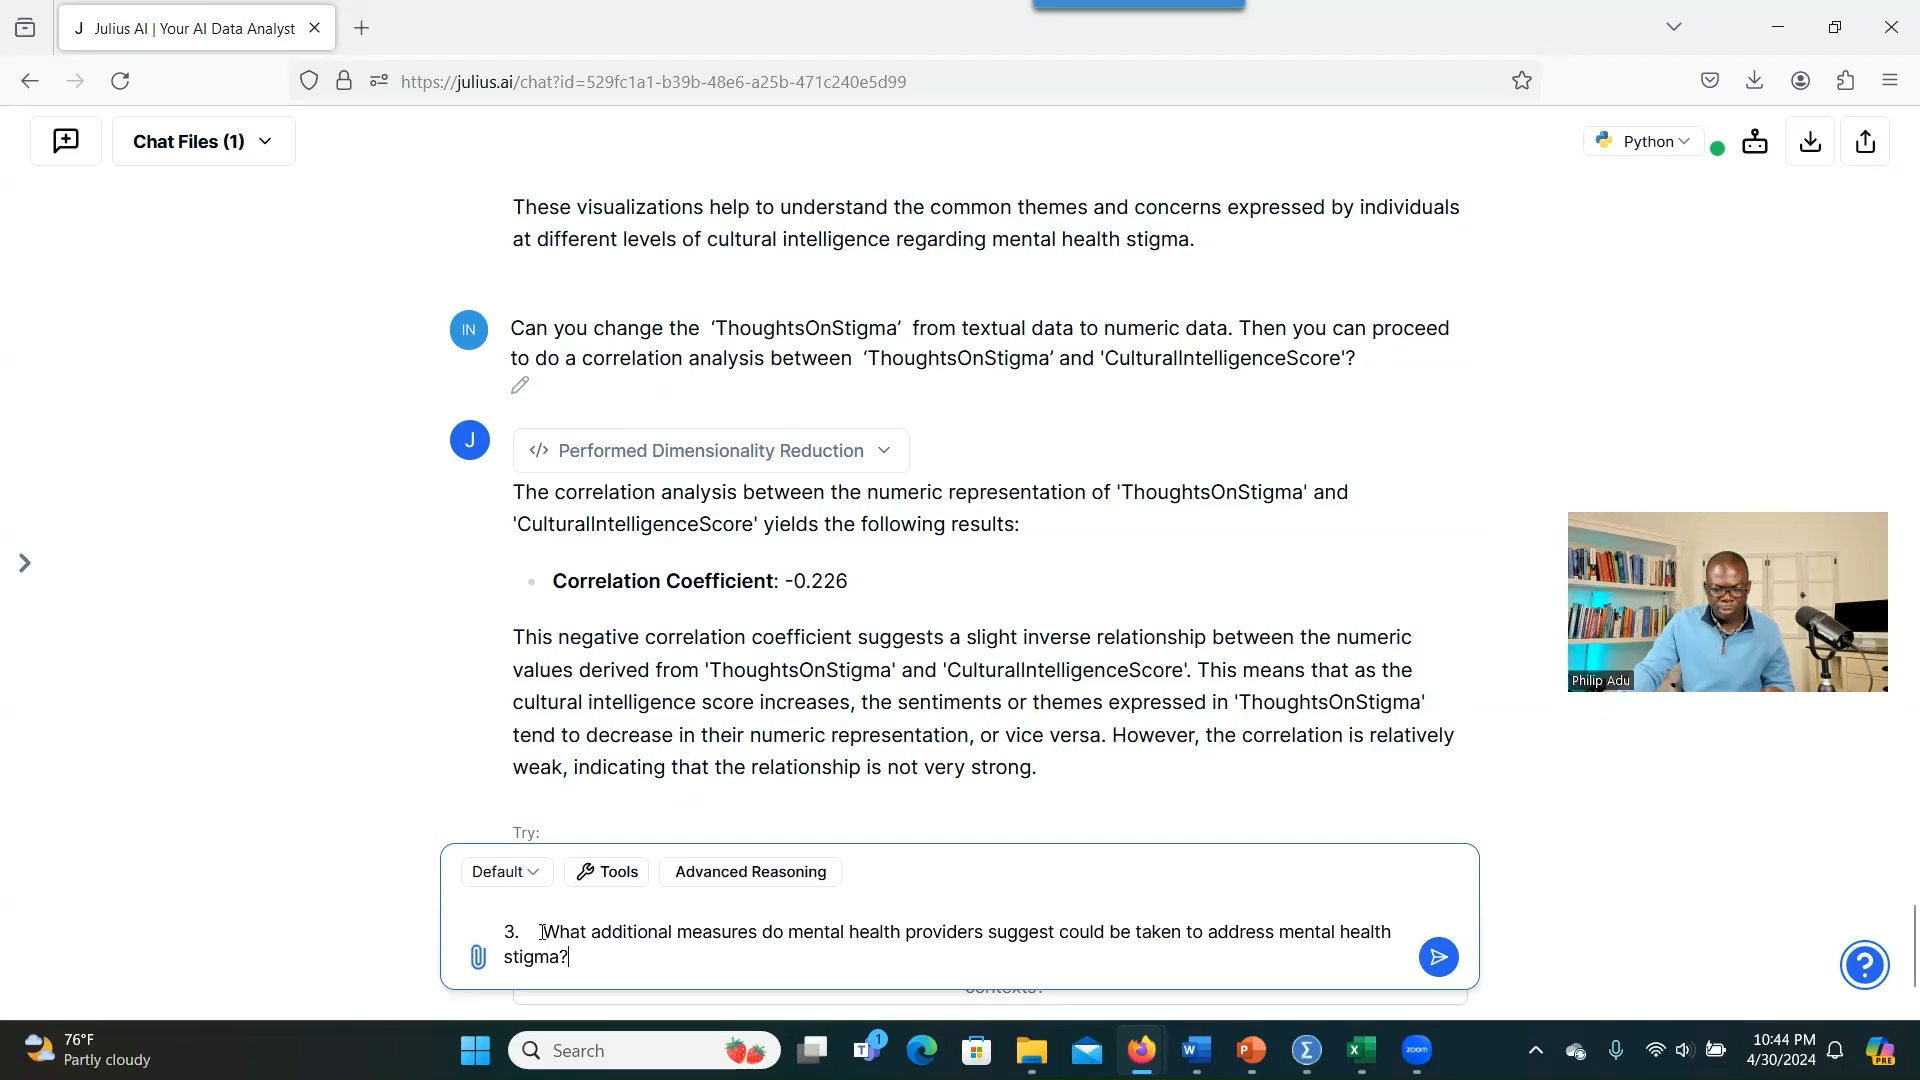 J Julius AI | Your AI Data Analyst
https://julius.ai/chat?id=529fc1a1-b39b-48e6-a25b-471c240e5d99
Chat Files (1)
Python
These visualizations help to understand the common themes and concerns expressed by individuals
at different levels of cultural intelligence regarding mental health stigma.
IN
Can you change the ‘ThoughtsOnStigma’ from textual data to numeric data. Then you can proceed
to do a correlation analysis between ‘ThoughtsOnStigma’ and 'CulturalIntelligenceScore'?
J
</> Performed Dimensionality Reduction
The correlation analysis between the numeric representation of 'ThoughtsOnStigma' and
'CulturalIntelligenceScore' yields the following results:
Correlation Coefficient: -0.226
This negative correlation coefficient suggests a slight inverse relationship between the numeric
values derived from 'ThoughtsOnStigma' and 'CulturalIntelligenceScore'. This means that as the
cultural intelligence score increases, the sentiments or themes expressed in 'ThoughtsOnStigma'
tend to decrease in their numeric representation, or vice versa. However, the correlation is relatively
weak, indicating that the relationship is not very strong.
Philip Adu
Try:
Default
Tools
Advanced Reasoning
3. What additional measures do mental health providers suggest could be taken to address mental health
stigma?
contexts?
76°F
Partly cloudy
Search
1
zoom
10:44 PM
4/30/2024
PRE